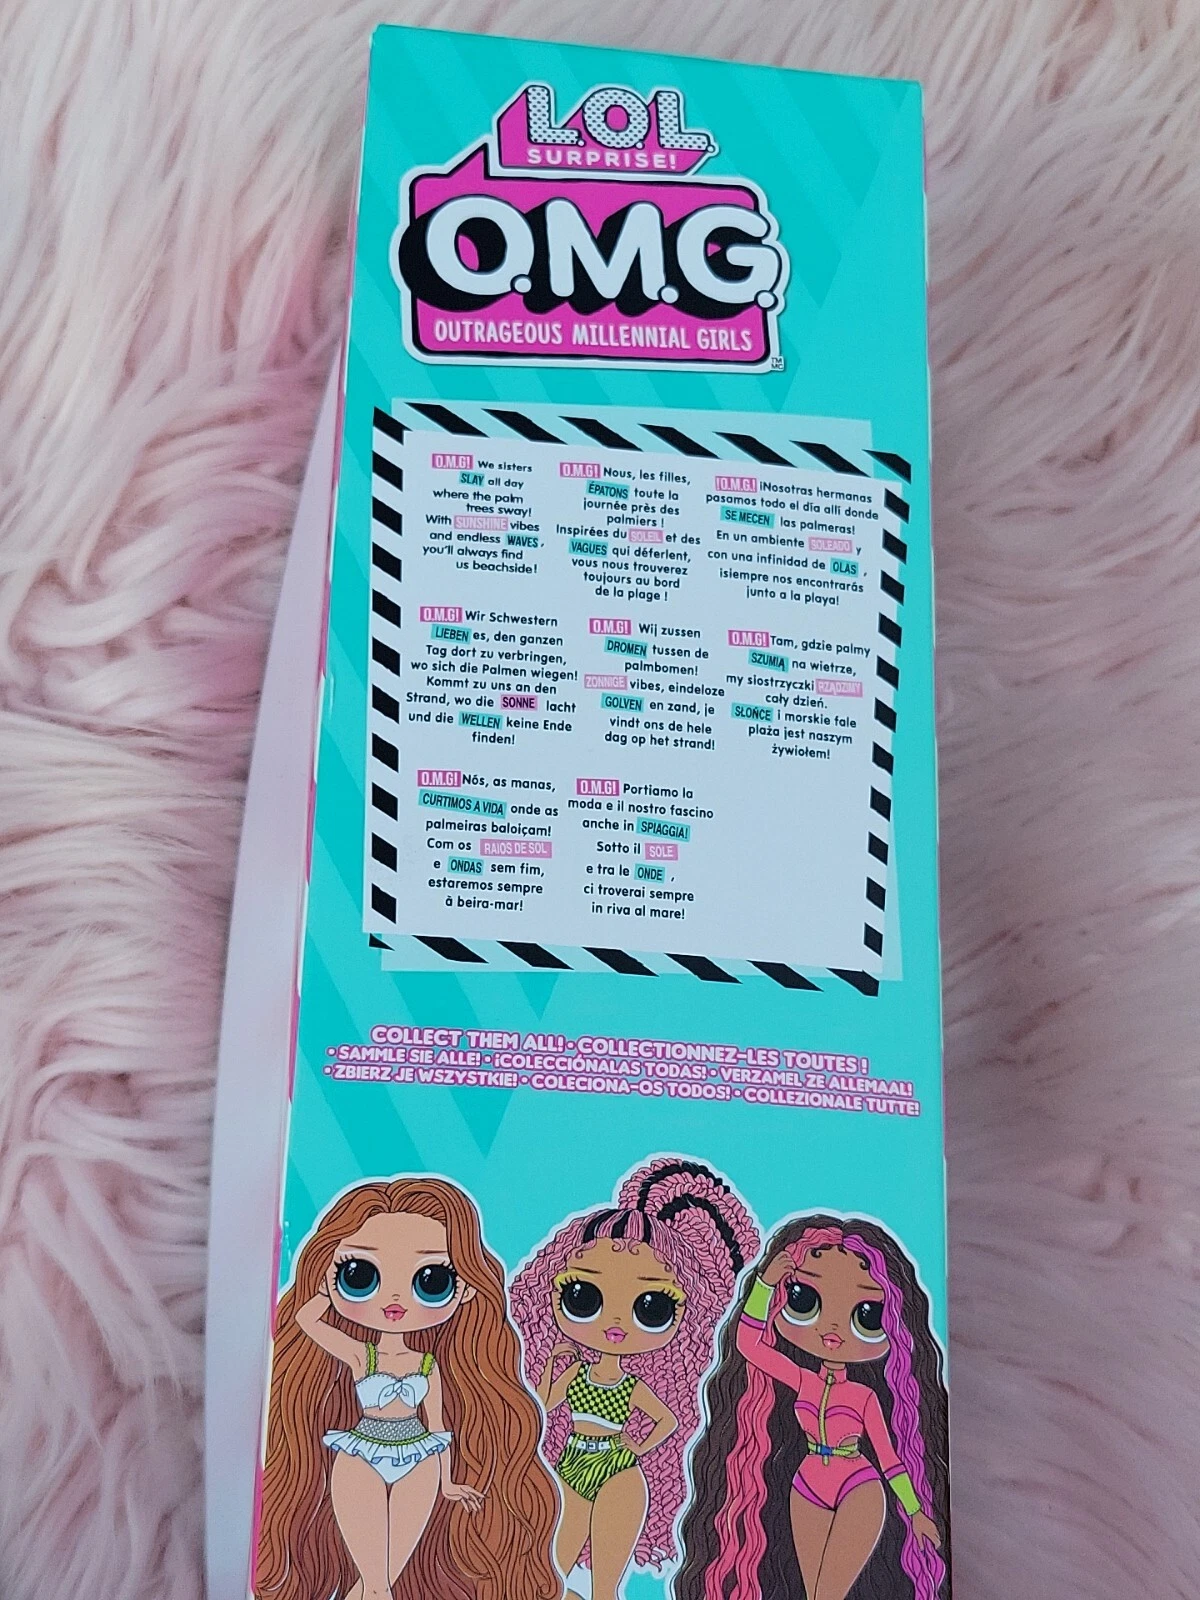 L.O.L.
SURPRISE!
O.M.G.
OUTRAGEOUS MILLENNIAL GIRLS
TM
MC
O.M.G! We sisters
SLAY all day
where the palm
trees sway!
With SUNSHINE vibes
and endless WAVES,
you'll always find
us beachside!
O.M.G! Nous, les filles,
ÉPATONS toute la
journée près des
palmiers !
Inspirées du SOLEIL et des
VAGUES qui déferlent,
vous nous trouverez
toujours au bord
de la plage !
¡O.M.G.! ¡Nosotras hermanas
pasamos todo el día allí donde
SE MECEN las palmeras!
En un ambiente SOLEADO y
con una infinidad de OLAS ,
¡siempre nos encontrarás
junto a la playa!
O.M.G! Wir Schwestern
LIEBEN es, den ganzen
Tag dort zu verbringen,
wo sich die Palmen wiegen!
Kommt zu uns an den
Strand, wo die SONNE lacht
und die WELLEN keine Ende
finden!
O.M.G! Wij zussen
DROMEN tussen de
palmbomen!
ZONNIGE vibes, eindeloze
GOLVEN en zand, je
vindt ons de hele
dag op het strand!
O.M.G! Tam, gdzie palmy
SZUMIĄ na wietrze,
my siostrzyczki RZĄDZIMY
cały dzień.
SŁOŃCE i morskie fale
plaża jest naszym
żywiołem!
O.M.G! Nós, as manas,
CURTIMOS A VIDA onde as
palmeiras baloiçam!
Com os RAIOS DE SOL
e ONDAS sem fim,
estaremos sempre
à beira-mar!
O.M.G! Portiamo la
moda e il nostro fascino
anche in SPIAGGIA!
Sotto il SOLE
e tra le ONDE ,
ci troverai sempre
in riva al mare!
COLLECT THEM ALL! • COLLECTIONNEZ-LES TOUTES !
• SAMMLE SIE ALLE! • ¡COLECCIÓNALAS TODAS! • VERZAMEL ZE ALLEMAAL!
• ZBIERZ JE WSZYSTKIE! • COLECIONA-OS TODOS! • COLLEZIONALE TUTTE!